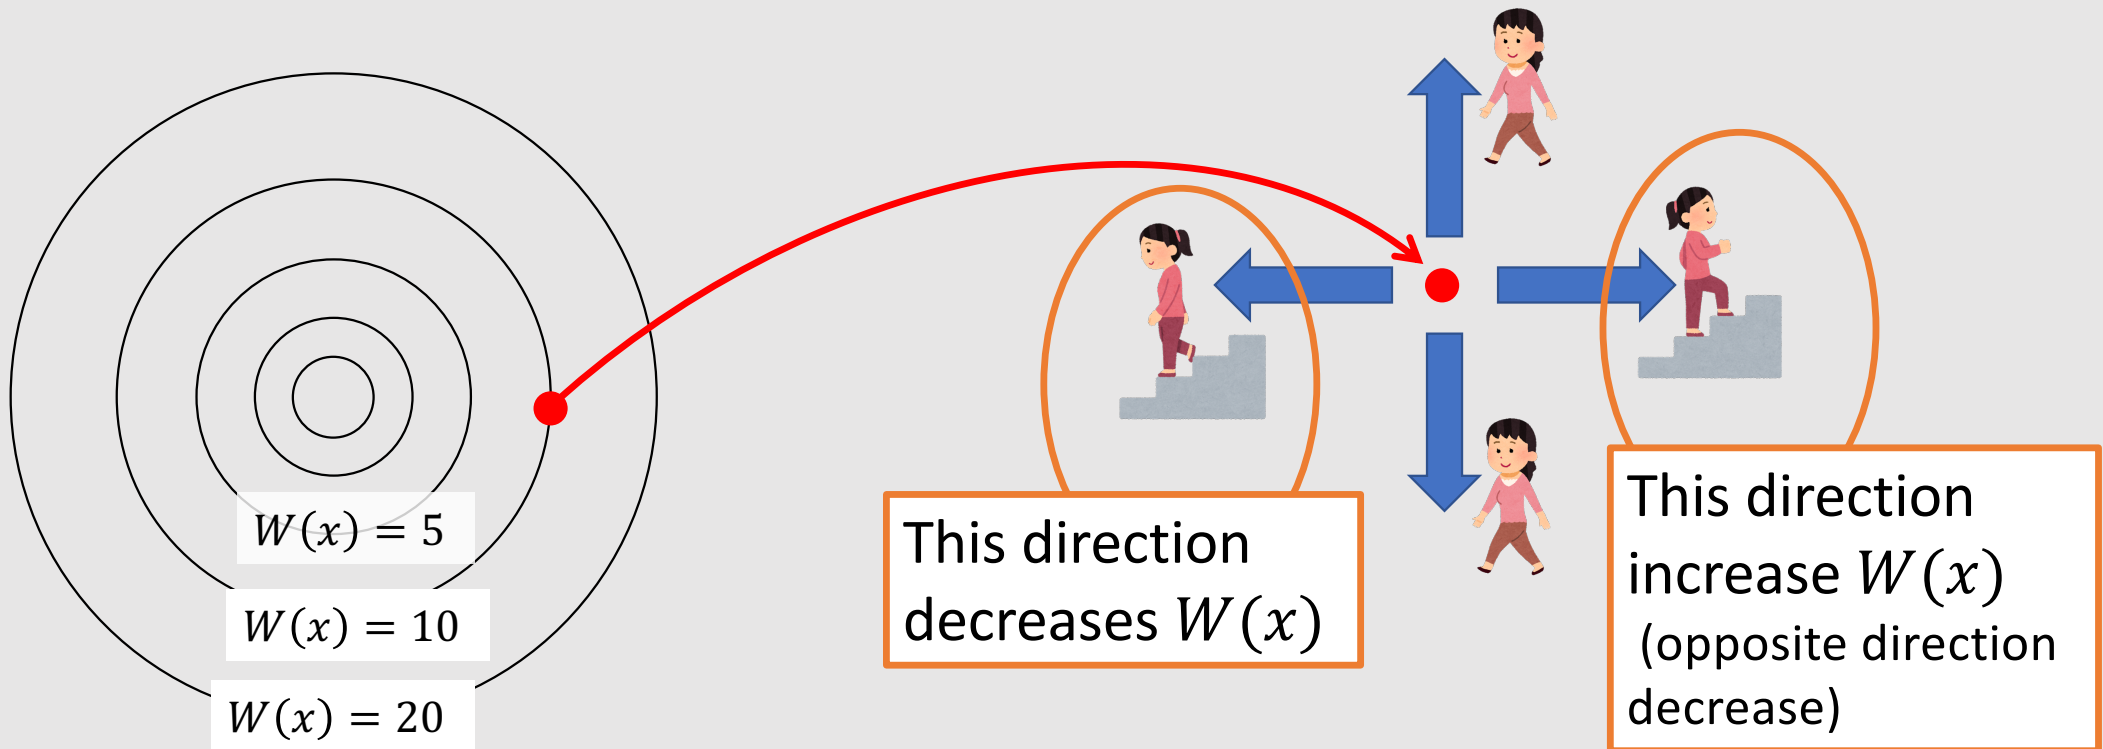 W(x) = 5
W(x) = 10
W(x) = 20
This direction
decreases W(x)
This direction
increase W(x)
(opposite direction
decrease)